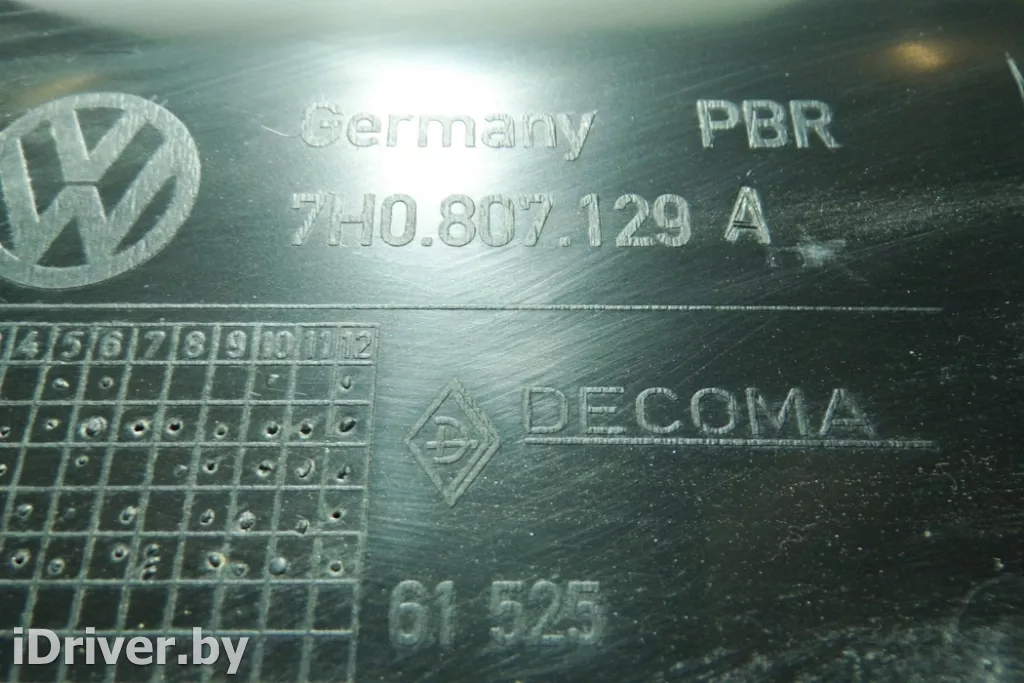 Germany PBR
7H0.807.129 A
4 5 6 7 8 9 10 11 12
DECOMA
61 525
iDriver.by